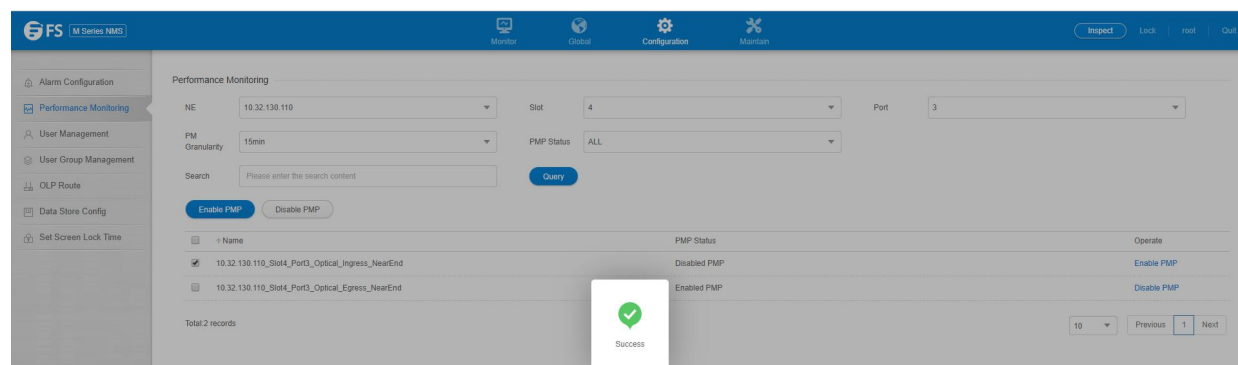 FS M Series NMS
Monitor Global Configuration Maintain
Inspect Lock root Quit
Alarm Configuration
Performance Monitoring
User Management
User Group Management
OLP Route
Data Store Config
Set Screen Lock Time
Performance Monitoring
NE 10.32.130.110 Slot 4 Port 3
PM Granularity 15min PMP Status ALL
Search Please enter the search content Query
Enable PMP Disable PMP
Name PMP Status Operate
10.32.130.110_Slot4_Port3_Optical_Ingress_NearEnd Disabled PMP Enable PMP
10.32.130.110_Slot4_Port3_Optical_Egress_NearEnd Enabled PMP Disable PMP
Total:2 records 10 Previous 1 Next
Success